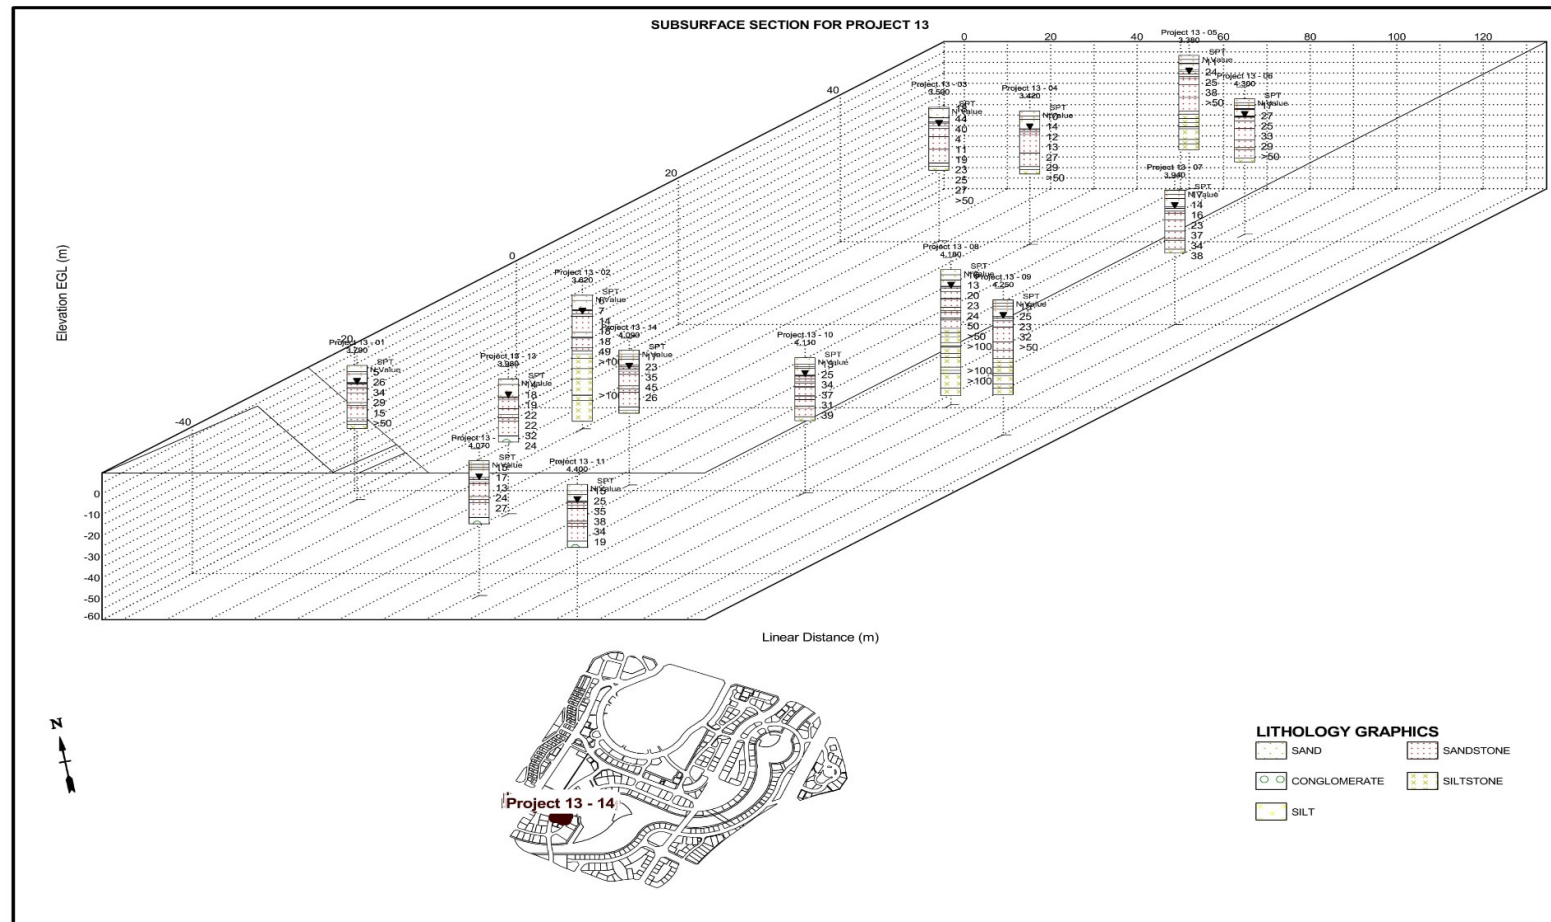 SUBSURFACE SECTION FOR PROJECT 13
0 20 40 60 80 100 120
40
20
0
-20
-40
Elevation EGL (m)
0
-10
-20
-30
-40
-50
-60
Project 13 - 05
3.380
SPT
N.Value
11
24
25
38
>50
Project 13 - 06
4.300
SPT
N.Value
11
27
25
33
29
>50
Project 13 - 03
3.590
SPT
N.Value
44
40
4
11
19
23
25
27
>50
Project 13 - 04
3.420
SPT
N.Value
10
14
12
13
27
29
>50
Project 13 - 07
3.940
SPT
N.Value
17
14
16
23
37
34
38
Project 13 - 08
4.180
SPT
N.Value
13
20
23
24
50
>50
>100
>100
>100
Project 13 - 09
4.250
SPT
N.Value
25
23
32
>50
Project 13 - 02
3.620
SPT
N.Value
7
14
18
18
49
>100
>100
Project 13 - 14
4.090
SPT
N.Value
11
23
35
45
26
Project 13 - 01
SPT
N.Value
26
34
29
15
>50
Project 13 - 13
3.980
SPT
N.Value
18
19
22
22
32
24
Project 13 - 10
4.110
SPT
N.Value
25
34
37
31
39
Project 13 -
4.070
SPT
N.Value
17
13
24
27
Project 13 - 11
4.400
SPT
N.Value
25
35
38
34
19
Linear Distance (m)
N
Project 13 - 14
LITHOLOGY GRAPHICS
SAND
SANDSTONE
CONGLOMERATE
SILTSTONE
SILT